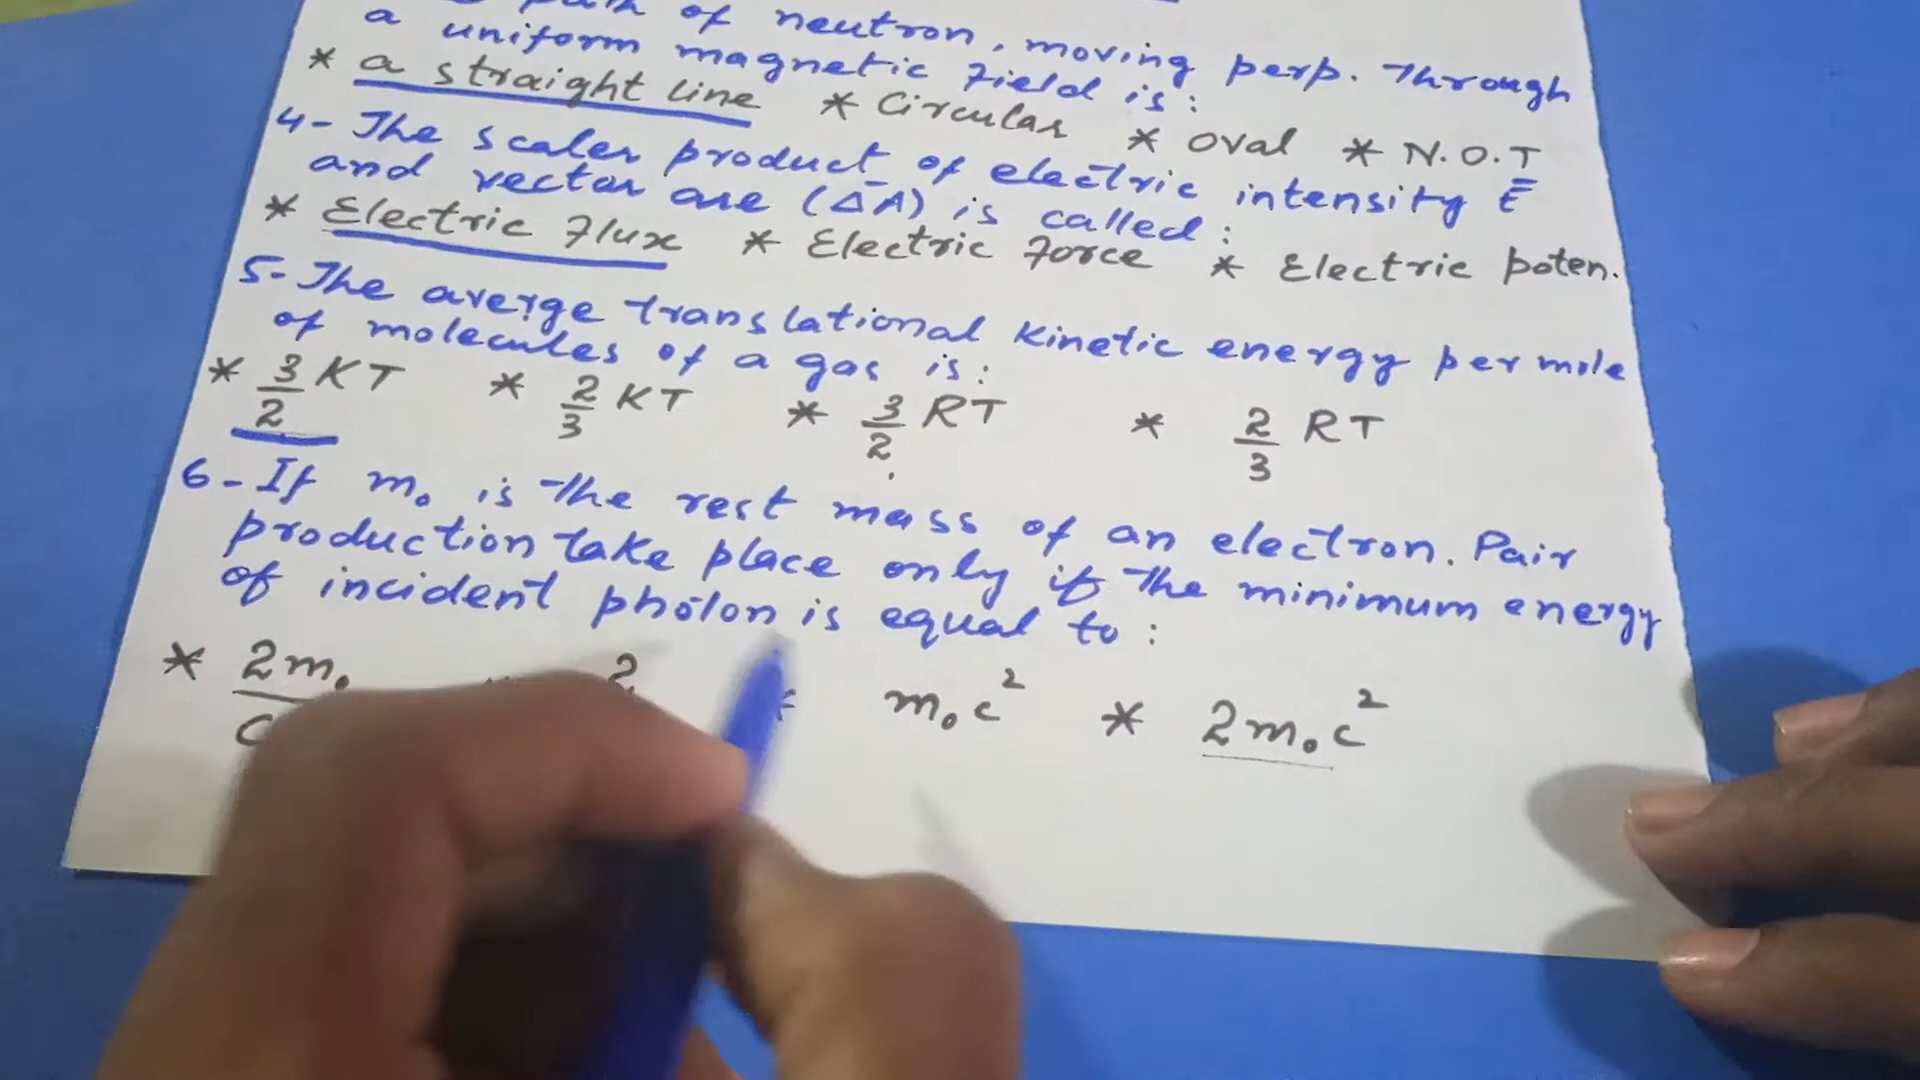 of neutron, moving perp. Through
a uniform magnetic field is:
* a straight line * Circular * Oval * N.O.T
4- The scaler product of electric intensity E̅
and vector are (ΔA̅) is called:
* Electric Flux * Electric Force * Electric poten.
5- The averge translational Kinetic energy per mole
of molecules of a gas is:
* 3/2 KT * 2/3 KT * 3/2 RT * 2/3 RT
6- If m₀ is the rest mass of an electron. Pair
production take place only if the minimum energy
of incident photon is equal to:
* 2m₀ m₀c² * 2m₀c²